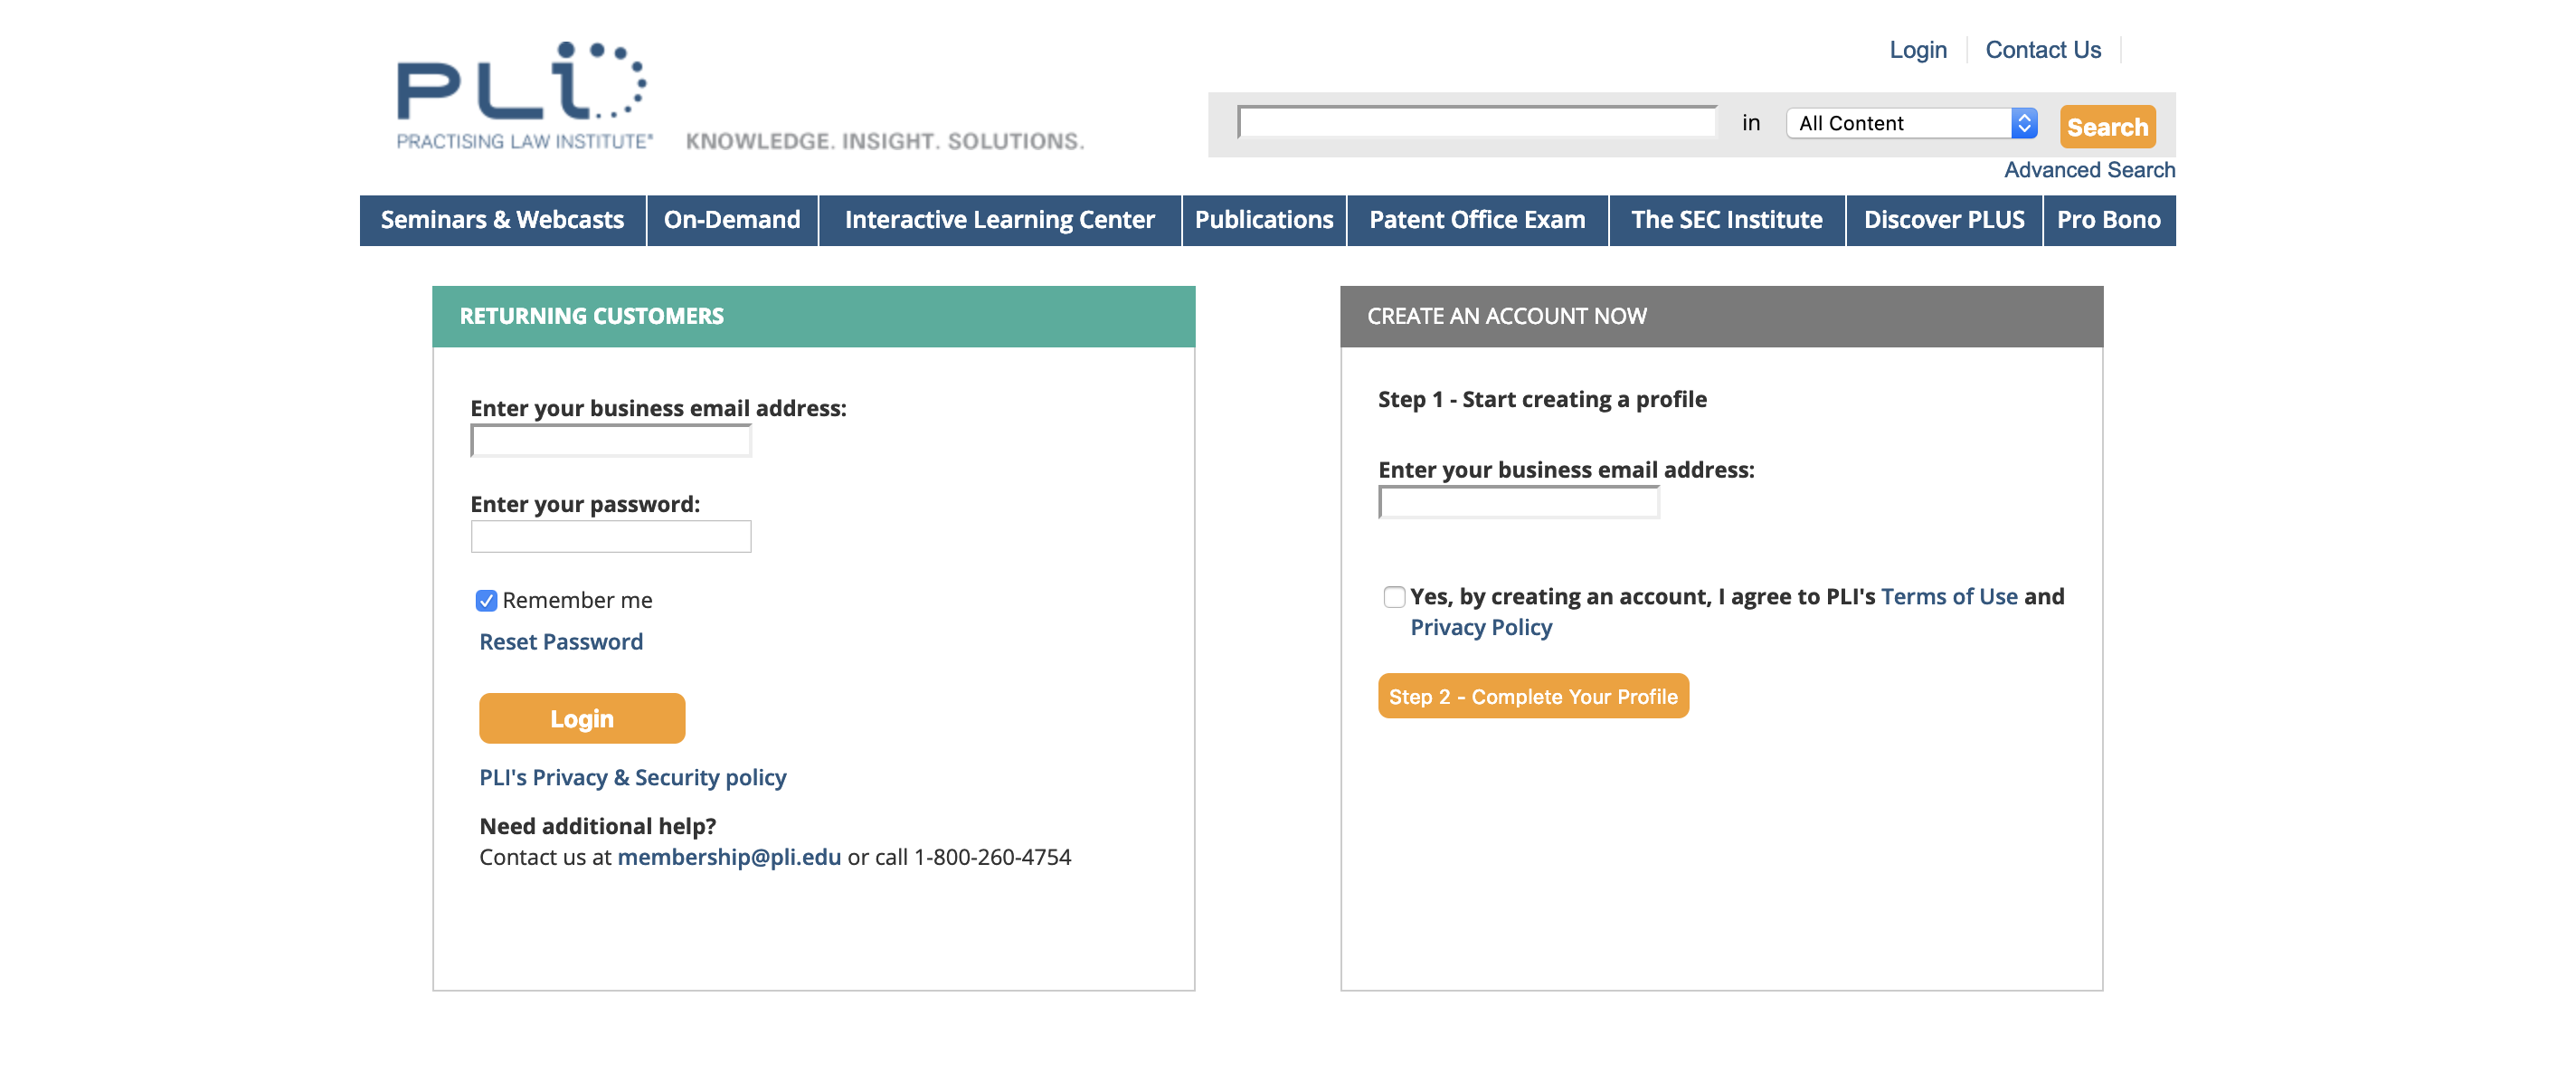 Login
Contact Us
PLI
PRACTISING LAW INSTITUTE®
KNOWLEDGE. INSIGHT. SOLUTIONS.
in
All Content
Search
Advanced Search
Seminars & Webcasts
On-Demand
Interactive Learning Center
Publications
Patent Office Exam
The SEC Institute
Discover PLUS
Pro Bono
RETURNING CUSTOMERS
Enter your business email address:
Enter your password:
Remember me
Reset Password
Login
PLI's Privacy & Security policy
Need additional help?
Contact us at membership@pli.edu or call 1-800-260-4754
CREATE AN ACCOUNT NOW
Step 1 - Start creating a profile
Enter your business email address:
Yes, by creating an account, I agree to PLI's Terms of Use and
Privacy Policy
Step 2 - Complete Your Profile